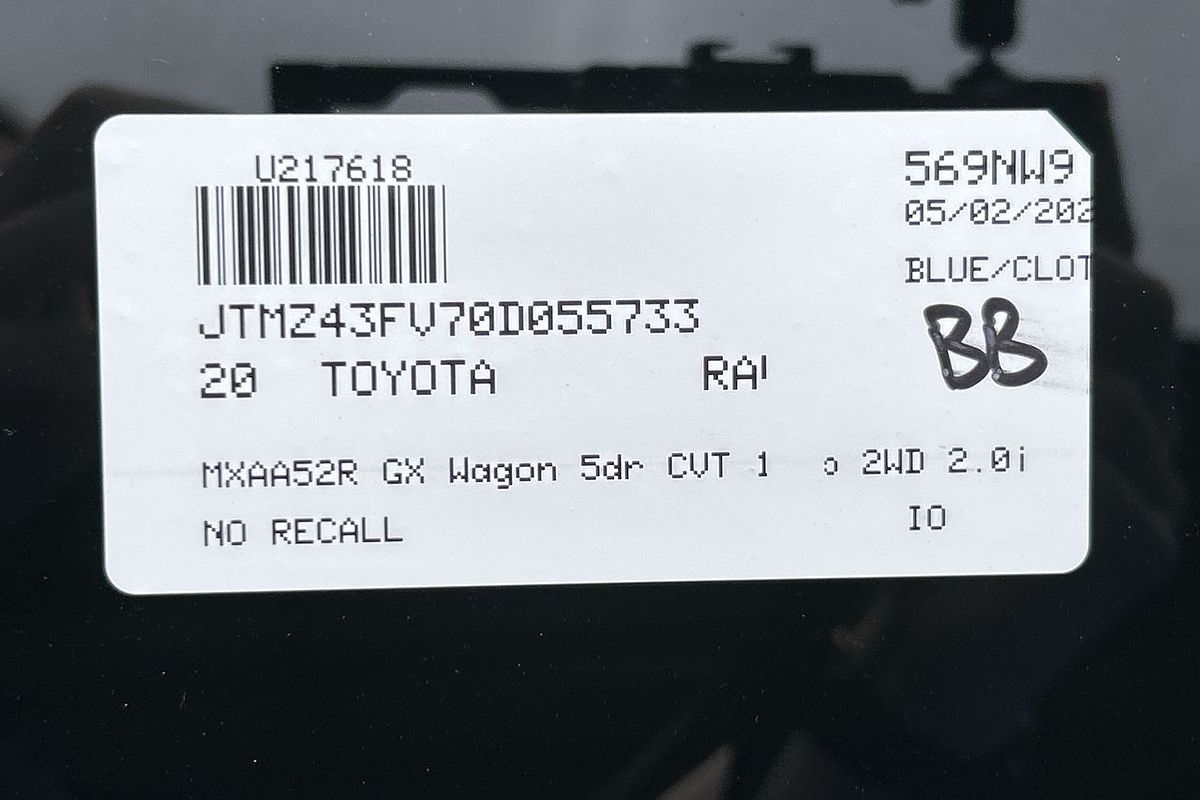 U217618
569NW9
05/02/202
BLUE/CLOT
JTMZ43FV70D055733
BB
20 TOYOTA RA
MXAA52R GX Wagon 5dr CVT 1 o 2WD 2.0i
NO RECALL
IO